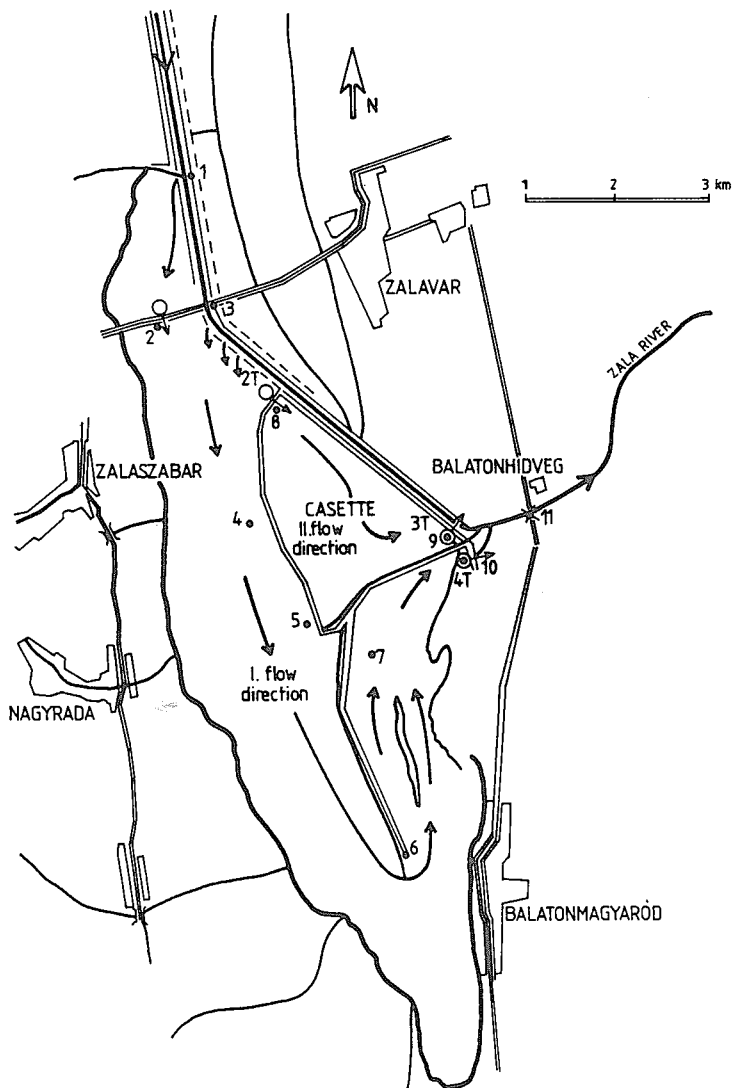 N
1
1 2 3 km
ZALAVAR
3
2
ZALA RIVER
2T
8
ZALASZABAR
BALATONHIDVEG
CASETTE
II.flow
direction
4
3T
9
11
10
4T
5
7
I. flow
direction
NAGYRADA
6
BALATONMAGYARÓD